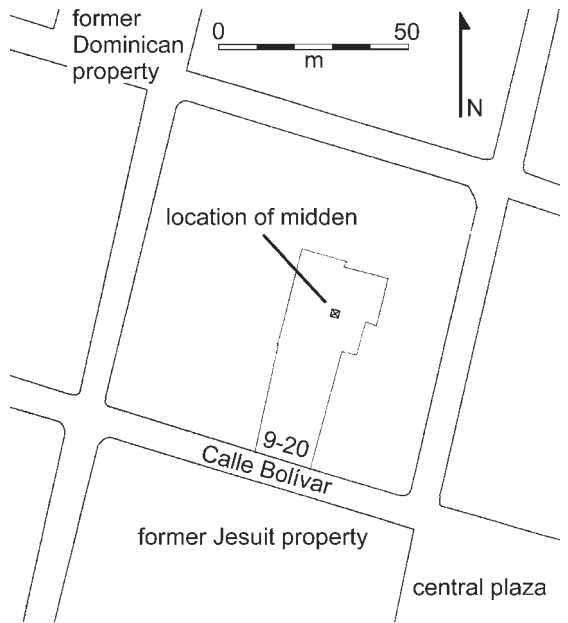 former
Dominican
property
0 50
m
N
location of midden
9-20
Calle Bolívar
former Jesuit property
central plaza